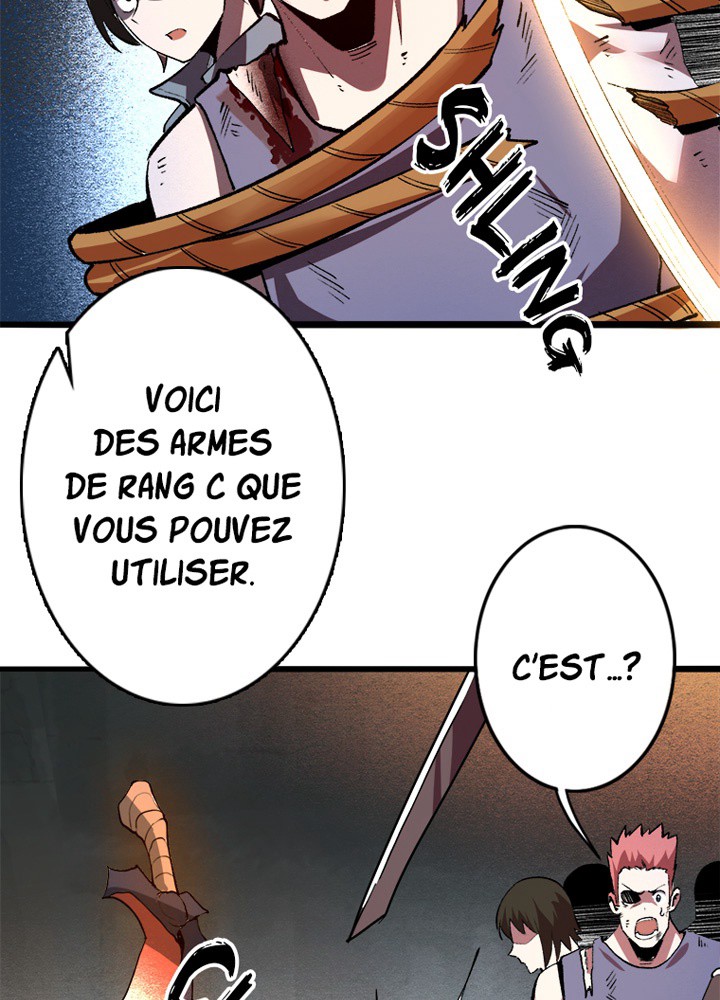 SHLING
VOICI
DES ARMES
DE RANG C QUE
VOUS POUVEZ
UTILISER.
C'EST...?